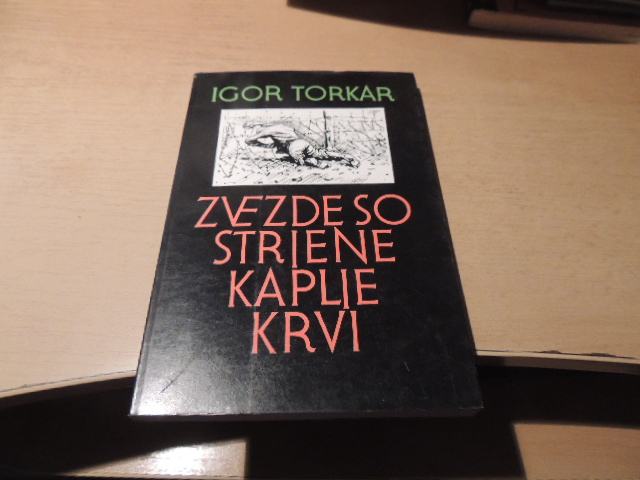 IGOR TORKAR
ZVEZDE SO
STRJENE
KAPLJE
KRVI